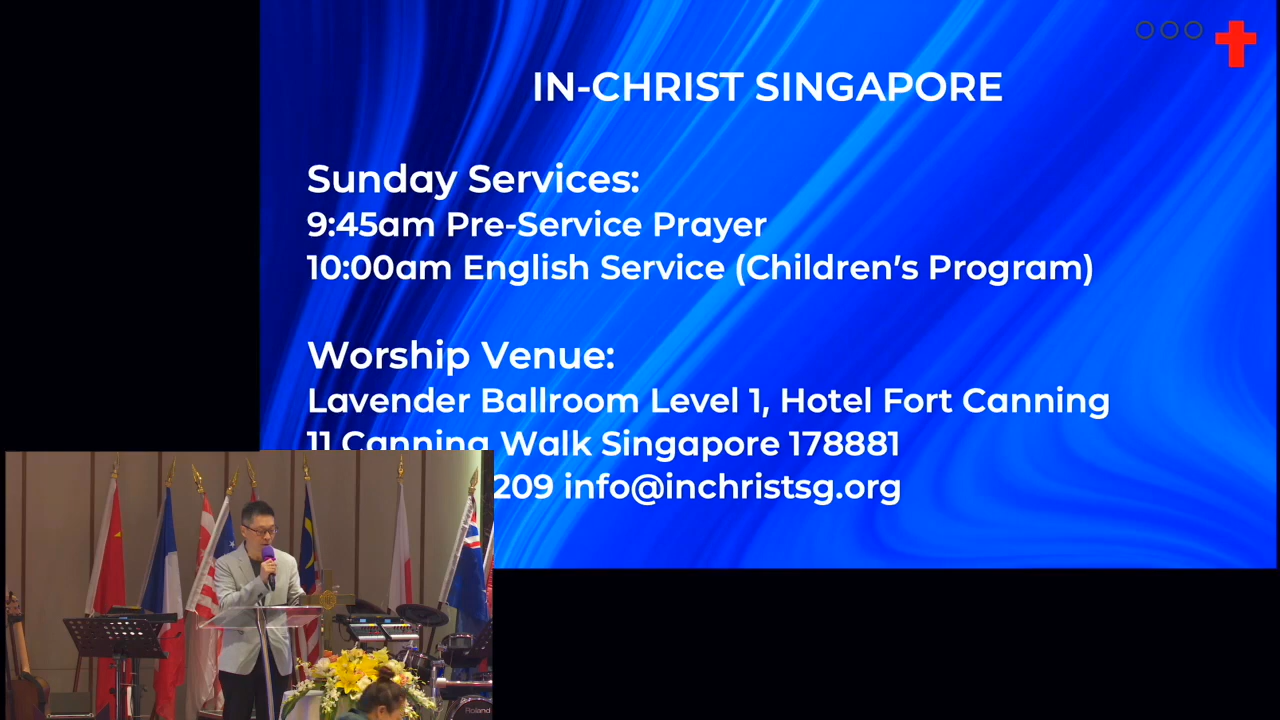 IN-CHRIST SINGAPORE
Sunday Services:
9:45am Pre-Service Prayer
10:00am English Service (Children's Program)
Worship Venue:
Lavender Ballroom Level 1, Hotel Fort Canning
11 Canning Walk Singapore 178881
209 info@inchristsg.org
Roland